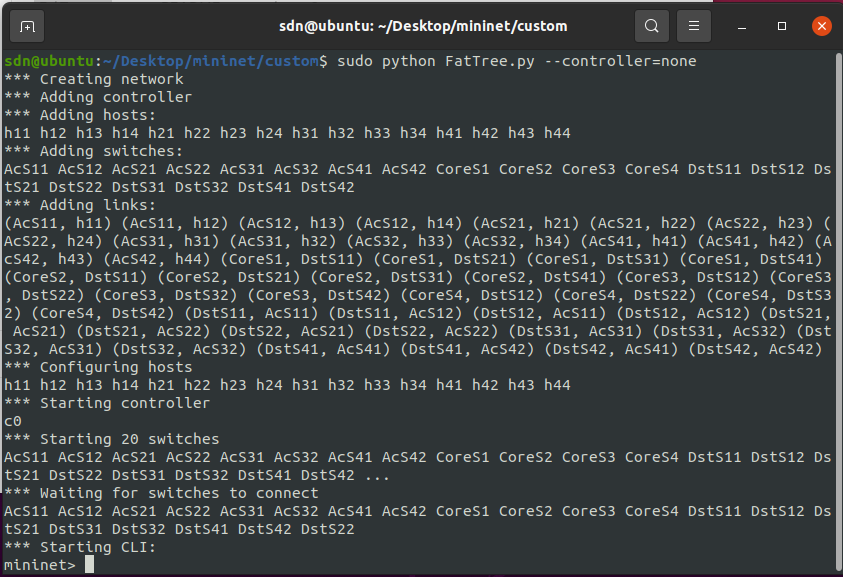 sdn@ubuntu: ~/Desktop/mininet/custom
sdn@ubuntu:~/Desktop/mininet/custom$ sudo python FatTree.py --controller=none
*** Creating network
*** Adding controller
*** Adding hosts:
h11 h12 h13 h14 h21 h22 h23 h24 h31 h32 h33 h34 h41 h42 h43 h44
*** Adding switches:
AcS11 AcS12 AcS21 AcS22 AcS31 AcS32 AcS41 AcS42 CoreS1 CoreS2 CoreS3 CoreS4 DstS11 DstS12 Ds
tS21 DstS22 DstS31 DstS32 DstS41 DstS42
*** Adding links:
(AcS11, h11) (AcS11, h12) (AcS12, h13) (AcS12, h14) (AcS21, h21) (AcS21, h22) (AcS22, h23) (
AcS22, h24) (AcS31, h31) (AcS31, h32) (AcS32, h33) (AcS32, h34) (AcS41, h41) (AcS41, h42) (A
cS42, h43) (AcS42, h44) (CoreS1, DstS11) (CoreS1, DstS21) (CoreS1, DstS31) (CoreS1, DstS41)
(CoreS2, DstS11) (CoreS2, DstS21) (CoreS2, DstS31) (CoreS2, DstS41) (CoreS3, DstS12) (CoreS3
, DstS22) (CoreS3, DstS32) (CoreS3, DstS42) (CoreS4, DstS12) (CoreS4, DstS22) (CoreS4, DstS3
2) (CoreS4, DstS42) (DstS11, AcS11) (DstS11, AcS12) (DstS12, AcS11) (DstS12, AcS12) (DstS21,
 AcS21) (DstS21, AcS22) (DstS22, AcS21) (DstS22, AcS22) (DstS31, AcS31) (DstS31, AcS32) (Dst
S32, AcS31) (DstS32, AcS32) (DstS41, AcS41) (DstS41, AcS42) (DstS42, AcS41) (DstS42, AcS42)
*** Configuring hosts
h11 h12 h13 h14 h21 h22 h23 h24 h31 h32 h33 h34 h41 h42 h43 h44
*** Starting controller
c0
*** Starting 20 switches
AcS11 AcS12 AcS21 AcS22 AcS31 AcS32 AcS41 AcS42 CoreS1 CoreS2 CoreS3 CoreS4 DstS11 DstS12 Ds
tS21 DstS22 DstS31 DstS32 DstS41 DstS42 ...
*** Waiting for switches to connect
AcS11 AcS12 AcS21 AcS22 AcS31 AcS32 AcS41 AcS42 CoreS1 CoreS2 CoreS3 CoreS4 DstS11 DstS12 Ds
tS21 DstS31 DstS32 DstS41 DstS42 DstS22
*** Starting CLI:
mininet>